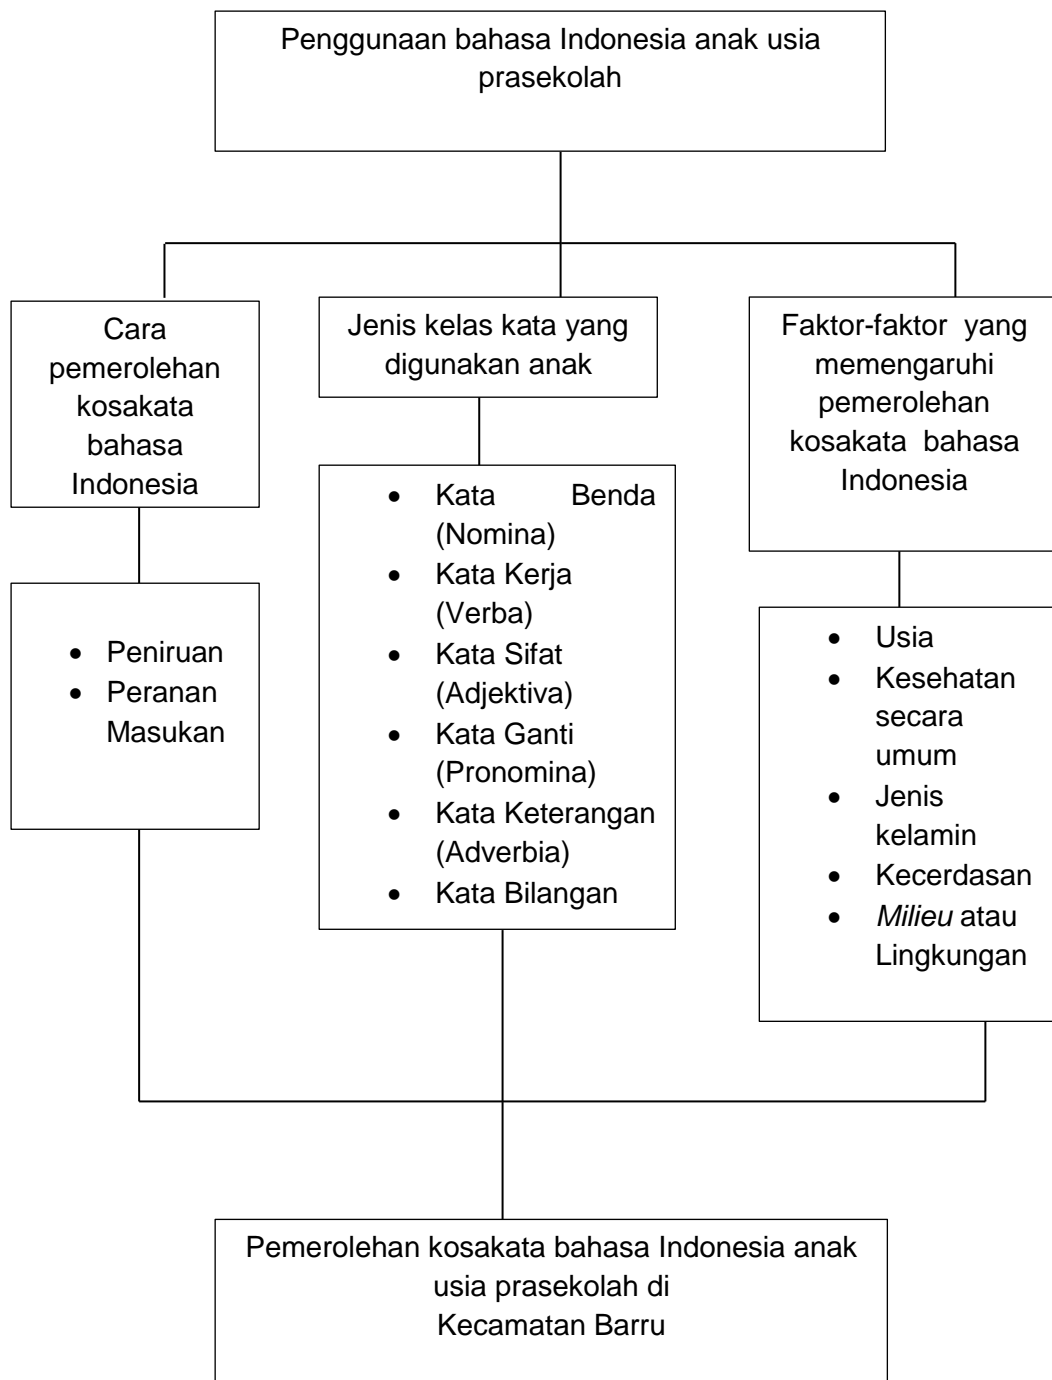 Penggunaan bahasa Indonesia anak usia
prasekolah
Cara
pemerolehan
kosakata
bahasa
Indonesia
Jenis kelas kata yang
digunakan anak
Faktor-faktor yang
memengaruhi
pemerolehan
kosakata bahasa
Indonesia
• Peniruan
• Peranan
Masukan
• Kata Benda
(Nomina)
• Kata Kerja
(Verba)
• Kata Sifat
(Adjektiva)
• Kata Ganti
(Pronomina)
• Kata Keterangan
(Adverbia)
• Kata Bilangan
• Usia
• Kesehatan
secara
umum
• Jenis
kelamin
• Kecerdasan
• Milieu atau
Lingkungan
Pemerolehan kosakata bahasa Indonesia anak
usia prasekolah di
Kecamatan Barru